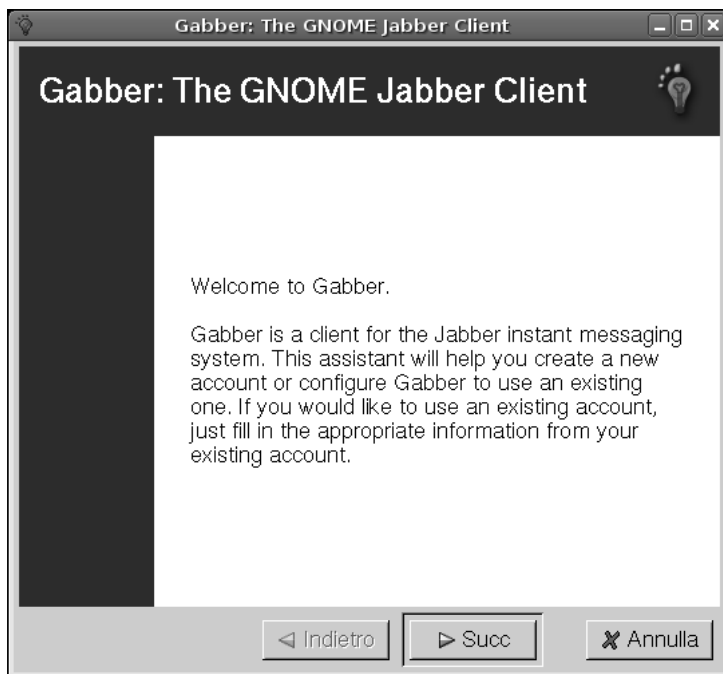 Gabber: The GNOME Jabber Client
Gabber: The GNOME Jabber Client
Welcome to Gabber.
Gabber is a client for the Jabber instant messaging
system. This assistant will help you create a new
account or configure Gabber to use an existing
one. If you would like to use an existing account,
just fill in the appropriate information from your
existing account.
Indietro
Succ
Annulla